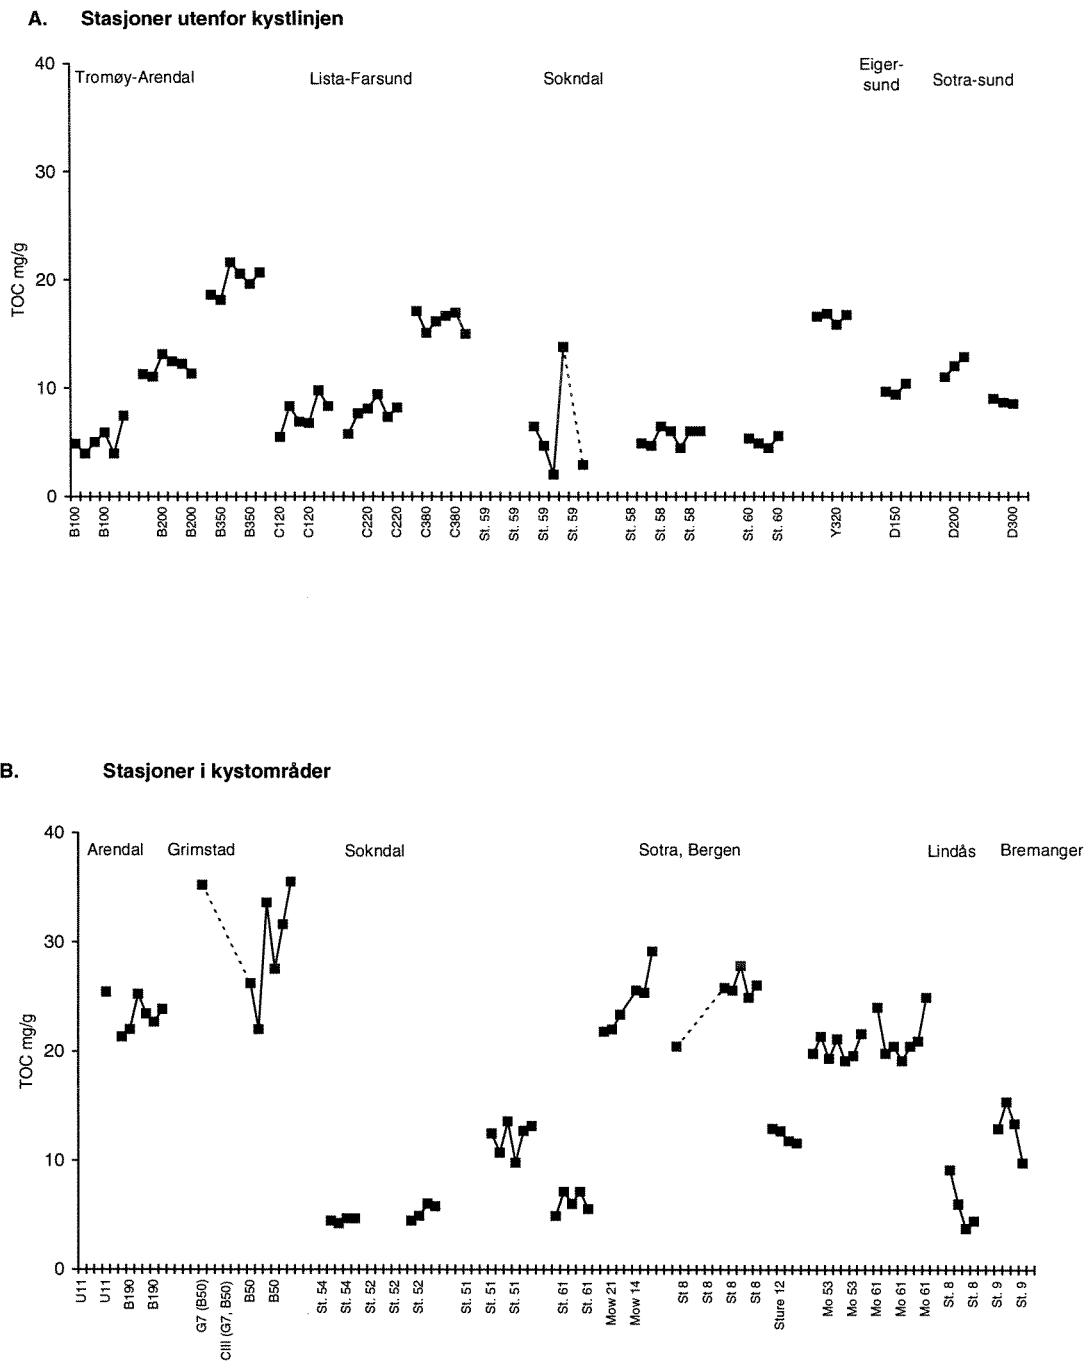 A. Stasjoner utenfor kystlinjen
40
Tromøy-Arendal Lista-Farsund Sokndal Eiger-
sund Sotra-sund
30
TOC mg/g
20
10
0
B100 B100 B200 B200 B350 B350 C120 C120 C220 C220 C380 C380 St. 59 St. 59 St. 59 St. 59 St. 58 St. 58 St. 58 St. 60 St. 60 Y320 D150 D200 D300
B. Stasjoner i kystområder
40
Arendal Grimstad Sokndal Sotra, Bergen Lindås Bremanger
30
TOC mg/g
20
10
0
U11 U11 B190 B190 G7 (B50) CIII (G7, B50) B50 B50 St. 54 St. 54 St. 52 St. 52 St. 52 St. 51 St. 51 St. 51 St. 61 St. 61 Mow 21 Mow 14 St 8 St 8 St 8 St 8 Sture 12 Mo 53 Mo 53 Mo 61 Mo 61 Mo 61 St. 8 St. 8 St. 9 St. 9